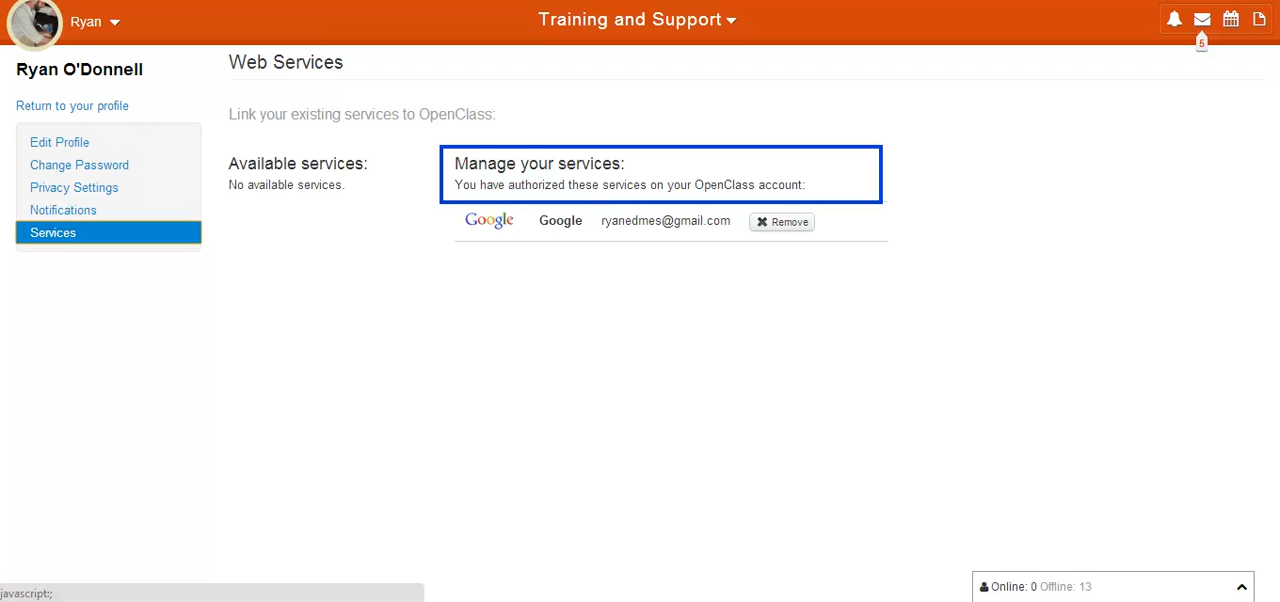 Ryan
Training and Support
5
Ryan O'Donnell
Return to your profile
Edit Profile
Change Password
Privacy Settings
Notifications
Services
Web Services
Link your existing services to OpenClass:
Available services:
No available services.
Manage your services:
You have authorized these services on your OpenClass account:
Google Google ryanedmes@gmail.com Remove
javascript:;
Online: 0 Offline: 13